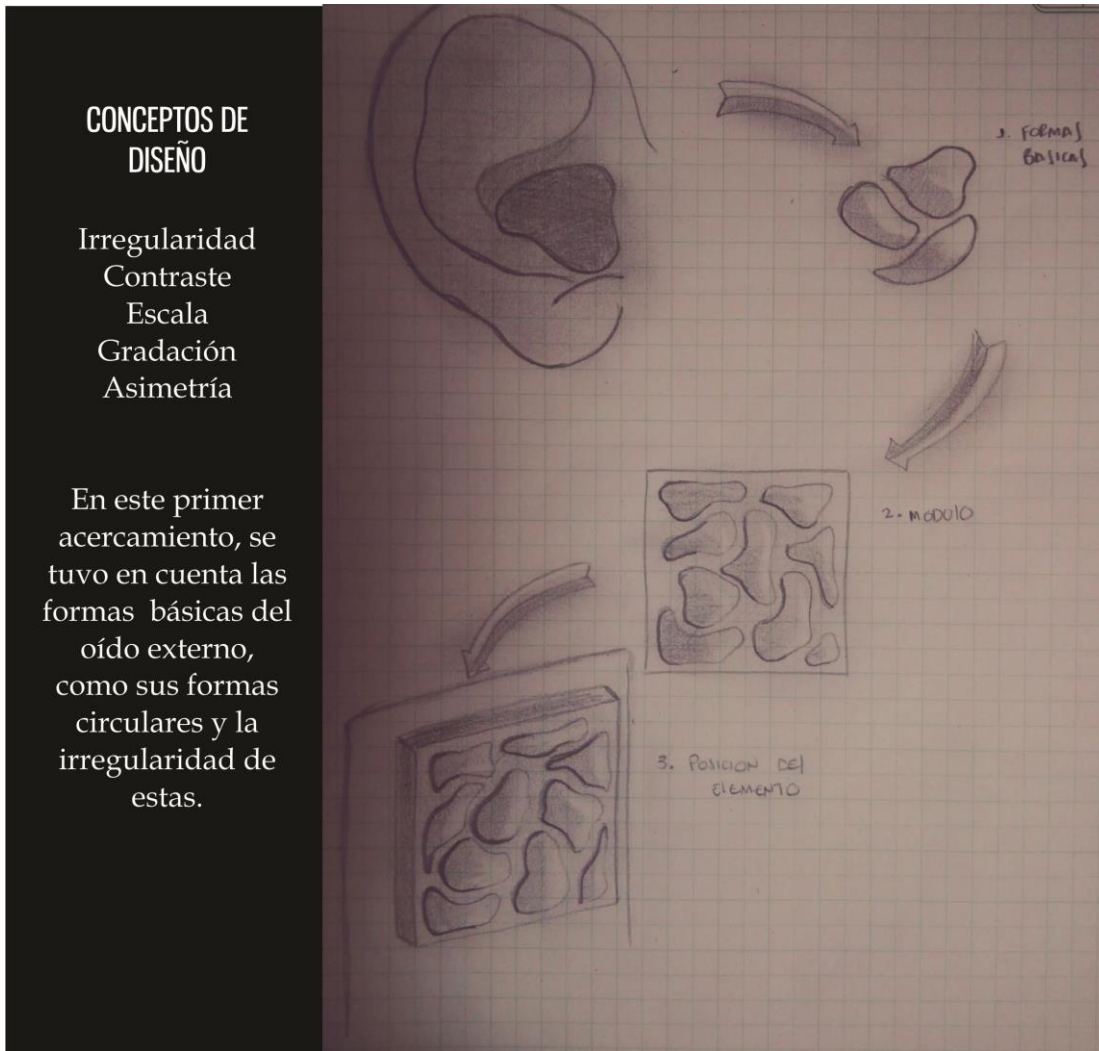 CONCEPTOS DE
DISEÑO
Irregularidad
Contraste
Escala
Gradación
Asimetría
En este primer
acercamiento, se
tuvo en cuenta las
formas básicas del
oído externo,
como sus formas
circulares y la
irregularidad de
estas.
1. FORMAS
BASICAS
2. MODULO
3. POSICION DEL
ELEMENTO